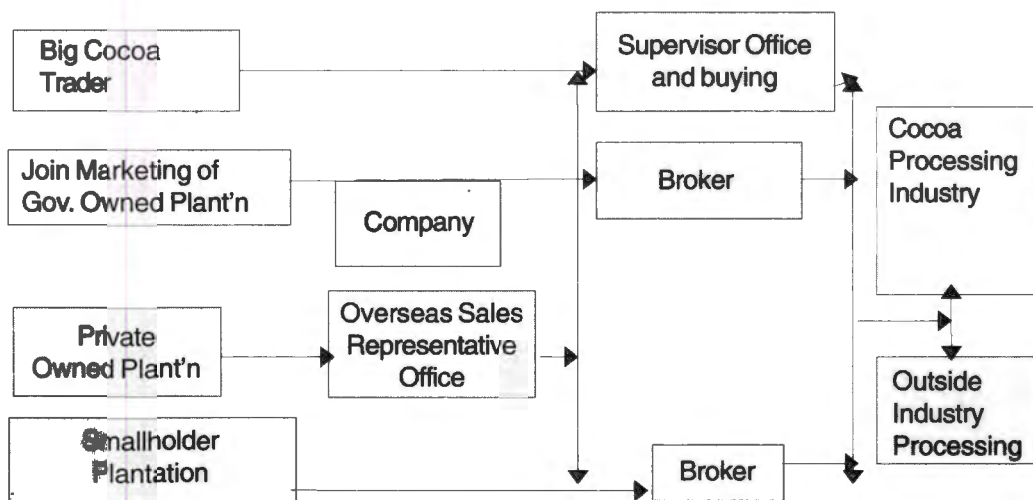 Big Cocoa
Trader
Supervisor Office
and buying
Join Marketing of
Gov. Owned Plant'n
Company
Broker
Cocoa
Processing
Industry
Private
Owned Plant'n
Overseas Sales
Representative
Office
Outside
Industry
Processing
Smallholder
Plantation
Broker